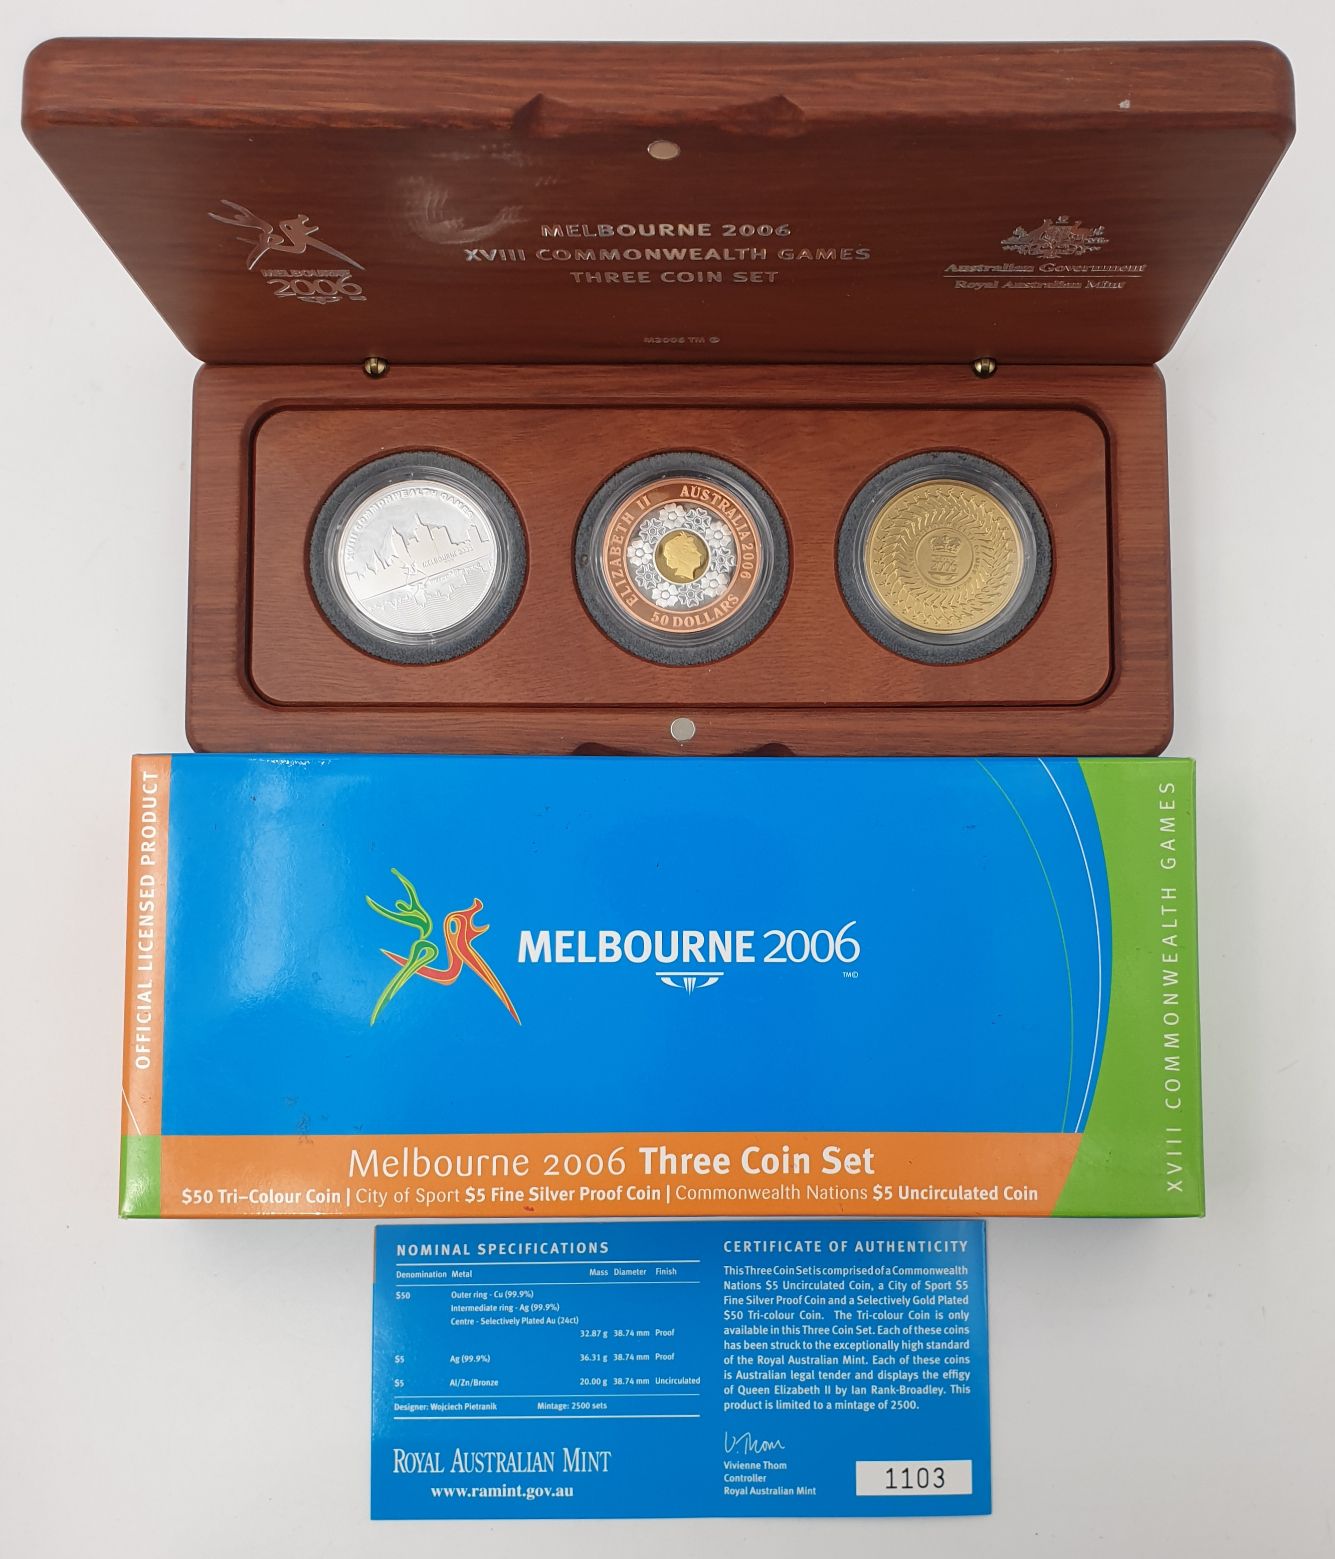 MELBOURNE
2006
MELBOURNE 2006
XVIII COMMONWEALTH GAMES
THREE COIN SET
M2006 TM ©
Australian Government
Royal Australian Mint
XVIII COMMONWEALTH GAMES
MELBOURNE 2006
ELIZABETH II AUSTRALIA 2006
50 DOLLARS
2006
OFFICIAL LICENSED PRODUCT
MELBOURNE 2006
TM©
XVIII COMMONWEALTH GAMES
Melbourne 2006 Three Coin Set
$50 Tri-Colour Coin | City of Sport $5 Fine Silver Proof Coin | Commonwealth Nations $5 Uncirculated Coin
NOMINAL SPECIFICATIONS
Denomination Metal Mass Diameter Finish
$50 Outer ring - Cu (99.9%)
Intermediate ring - Ag (99.9%)
Centre - Selectively Plated Au (24ct)
32.87 g 38.74 mm Proof
$5 Ag (99.9%) 36.31 g 38.74 mm Proof
$5 Al/Zn/Bronze 20.00 g 38.74 mm Uncirculated
Designer: Wojciech Pietranik Mintage: 2500 sets
ROYAL AUSTRALIAN MINT
www.ramint.gov.au
CERTIFICATE OF AUTHENTICITY
This Three Coin Set is comprised of a Commonwealth
Nations $5 Uncirculated Coin, a City of Sport $5
Fine Silver Proof Coin and a Selectively Gold Plated
$50 Tri-colour Coin. The Tri-colour Coin is only
available in this Three Coin Set. Each of these coins
has been struck to the exceptionally high standard
of the Royal Australian Mint. Each of these coins
is Australian legal tender and displays the effigy
of Queen Elizabeth II by Ian Rank-Broadley. This
product is limited to a mintage of 2500.
V. Thom
Vivienne Thom
Controller
Royal Australian Mint
1103